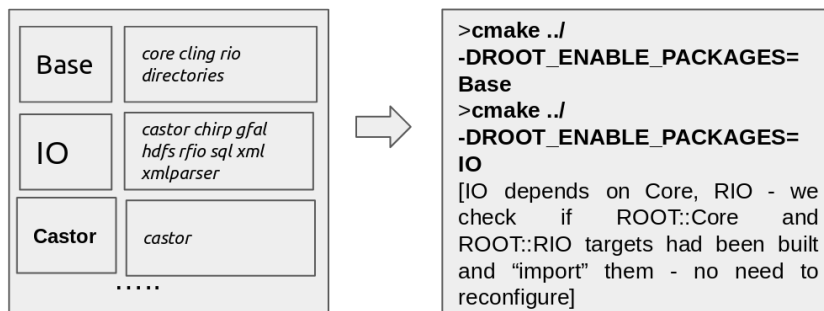 Base
core cling rio
directories
IO
castor chirp gfal
hdfs rfio sql xml
xmlparser
Castor
castor
.....
>cmake ../
-DROOT_ENABLE_PACKAGES=
Base
>cmake ../
-DROOT_ENABLE_PACKAGES=
IO
[IO depends on Core, RIO - we
check if ROOT::Core and
ROOT::RIO targets had been built
and “import” them - no need to
reconfigure]